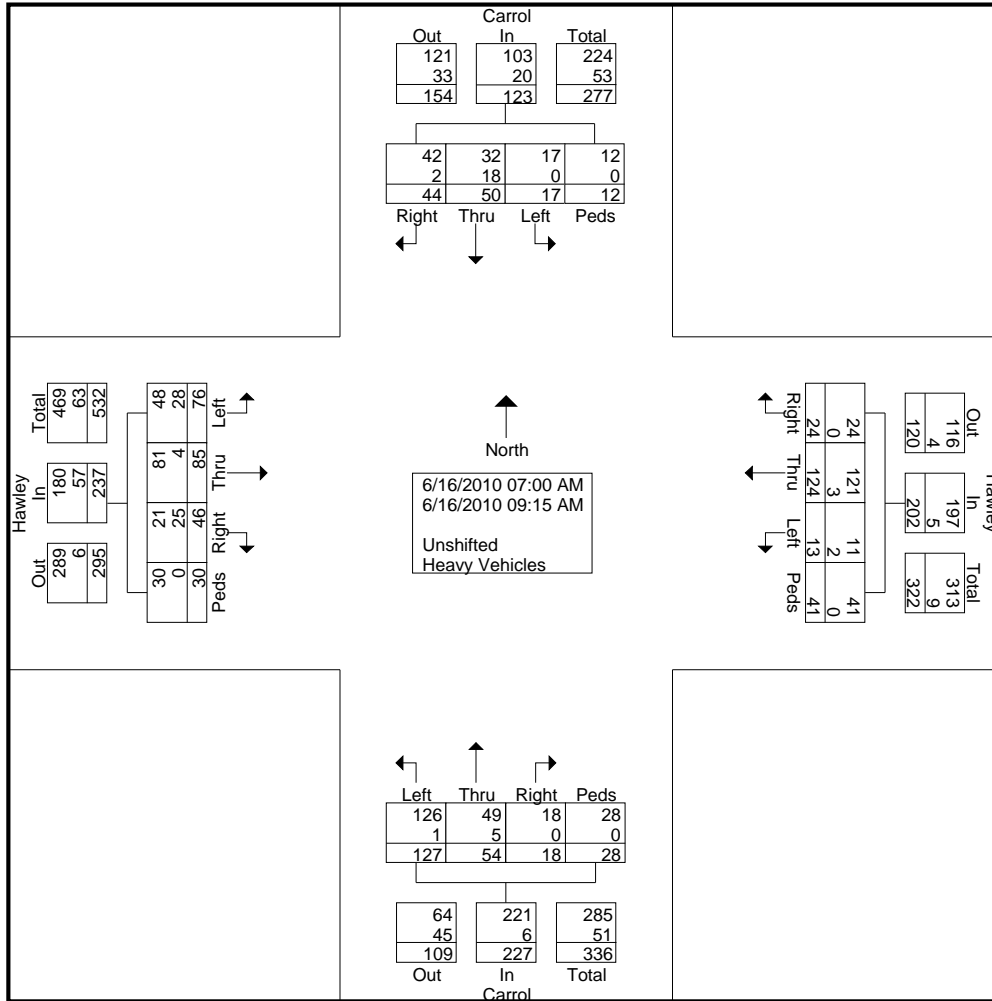 Carrol
Out In Total
121 103 224
33 20 53
154 123 277
42 32 17 12
2 18 0 0
44 50 17 12
Right Thru Left Peds
Hawley
Out In Total
289 180 469
6 57 63
295 237 532
48 81 21 30
28 4 25 0
76 85 46 30
Left Thru Right Peds
North
6/16/2010 07:00 AM
6/16/2010 09:15 AM
Unshifted
Heavy Vehicles
Right Thru Left Peds
24 124 13 41
0 3 2 0
24 121 11 41
Out In Total
116 197 313
4 5 9
120 202 322
Hawley
Left Thru Right Peds
126 49 18 28
1 5 0 0
127 54 18 28
64 221 285
45 6 51
109 227 336
Out In Total
Carrol